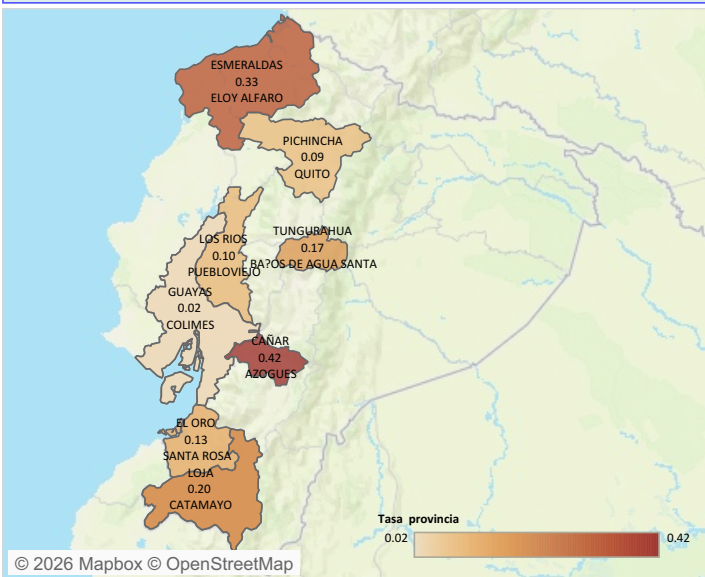 ESMERALDAS
0.33
ELOY ALFARO
PICHINCHA
0.09
QUITO
TUNGURAHUA
0.17
BA?OS DE AGUA SANTA
LOS RIOS
0.10
PUEBLOVIEJO
GUAYAS
0.02
COLIMES
CAÑAR
0.42
AZOGUES
EL ORO
0.13
SANTA ROSA
LOJA
0.20
CATAMAYO
Tasa provincia
0.02
0.42
© 2026 Mapbox © OpenStreetMap